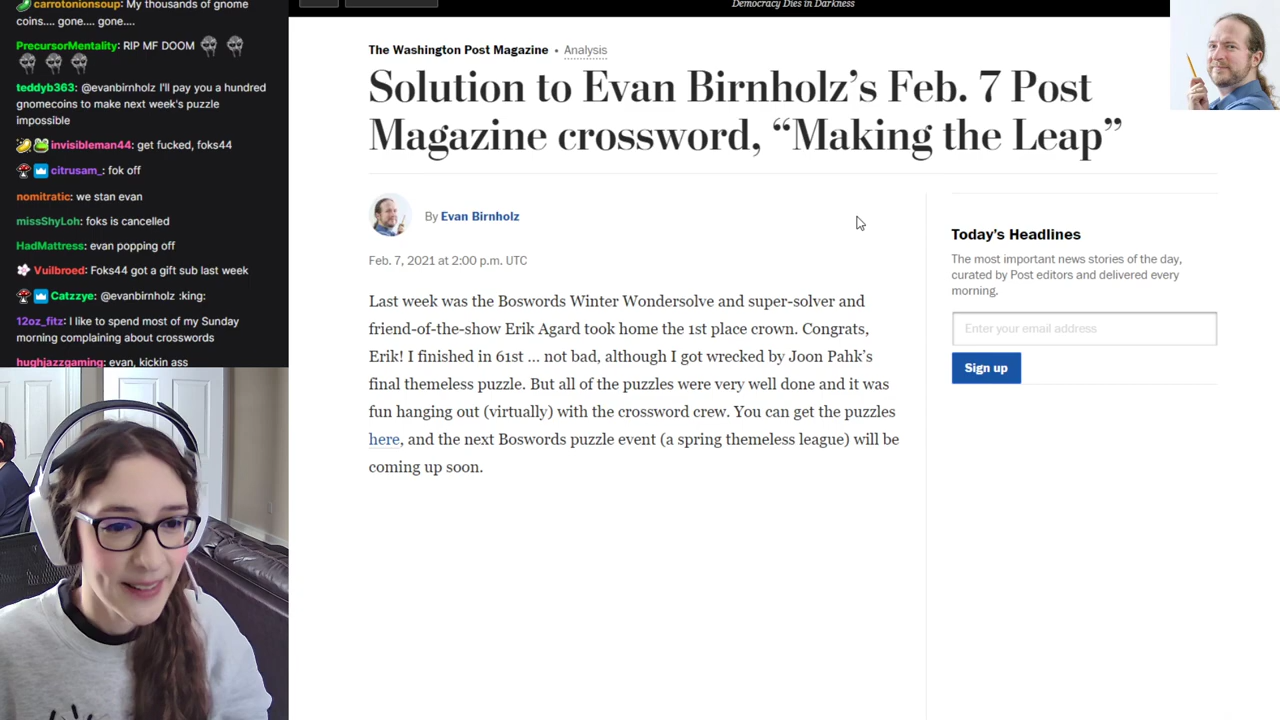 carrotonionsoup: My thousands of gnome
coins.... gone.... gone....
PrecursorMentality: RIP MF DOOM
teddyb363: @evanbirnholz I'll pay you a hundred
gnomecoins to make next week's puzzle
impossible
invisibleman44: get fucked, foks44
citrusam_: fok off
nomitratic: we stan evan
missShyLoh: foks is cancelled
HadMattress: evan popping off
Vuilbroed: Foks44 got a gift sub last week
Catzzye: @evanbirnholz :king:
12oz_fitz: I like to spend most of my Sunday
morning complaining about crosswords
hughjazzgaming: evan, kickin ass
Democracy Dies in Darkness
The Washington Post Magazine • Analysis
Solution to Evan Birnholz’s Feb. 7 Post
Magazine crossword, “Making the Leap”
By Evan Birnholz
Feb. 7, 2021 at 2:00 p.m. UTC
Last week was the Boswords Winter Wondersolve and super-solver and
friend-of-the-show Erik Agard took home the 1st place crown. Congrats,
Erik! I finished in 61st ... not bad, although I got wrecked by Joon Pahk’s
final themeless puzzle. But all of the puzzles were very well done and it was
fun hanging out (virtually) with the crossword crew. You can get the puzzles
here, and the next Boswords puzzle event (a spring themeless league) will be
coming up soon.
Today’s Headlines
The most important news stories of the day,
curated by Post editors and delivered every
morning.
Enter your email address
Sign up